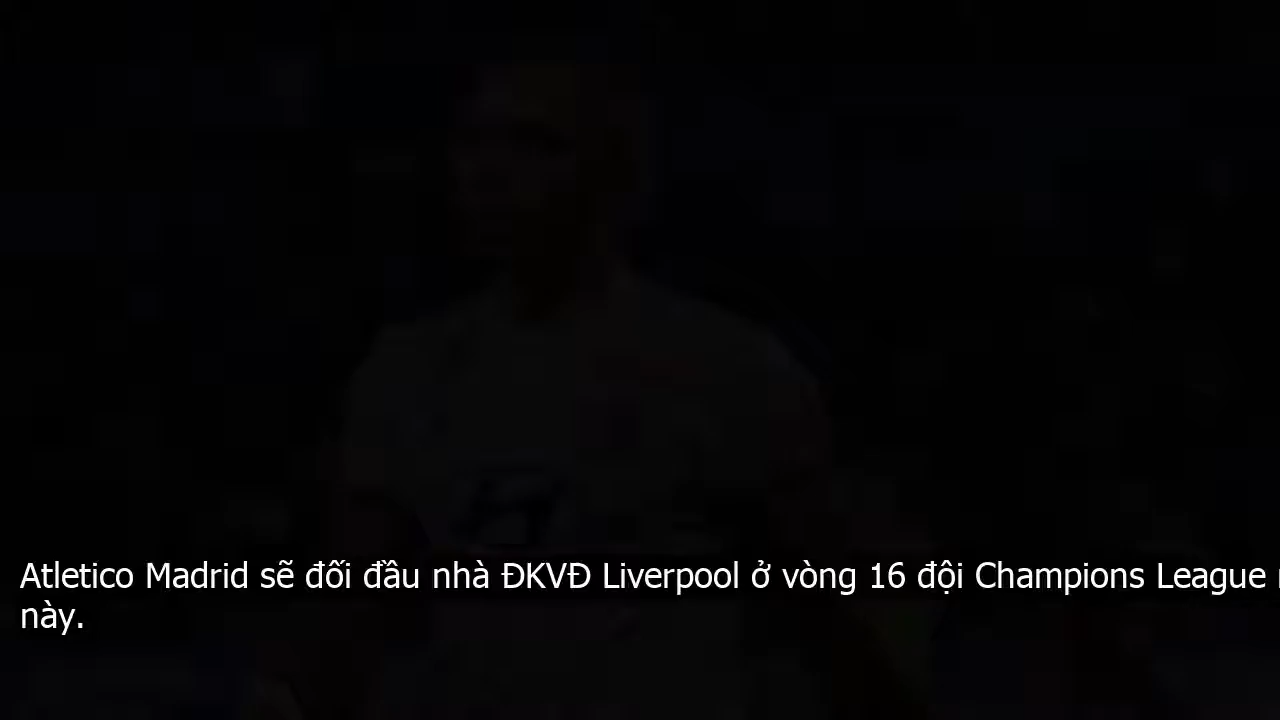 Atletico Madrid sẽ đối đầu nhà ĐKVĐ Liverpool ở vòng 16 đội Champions League
này.